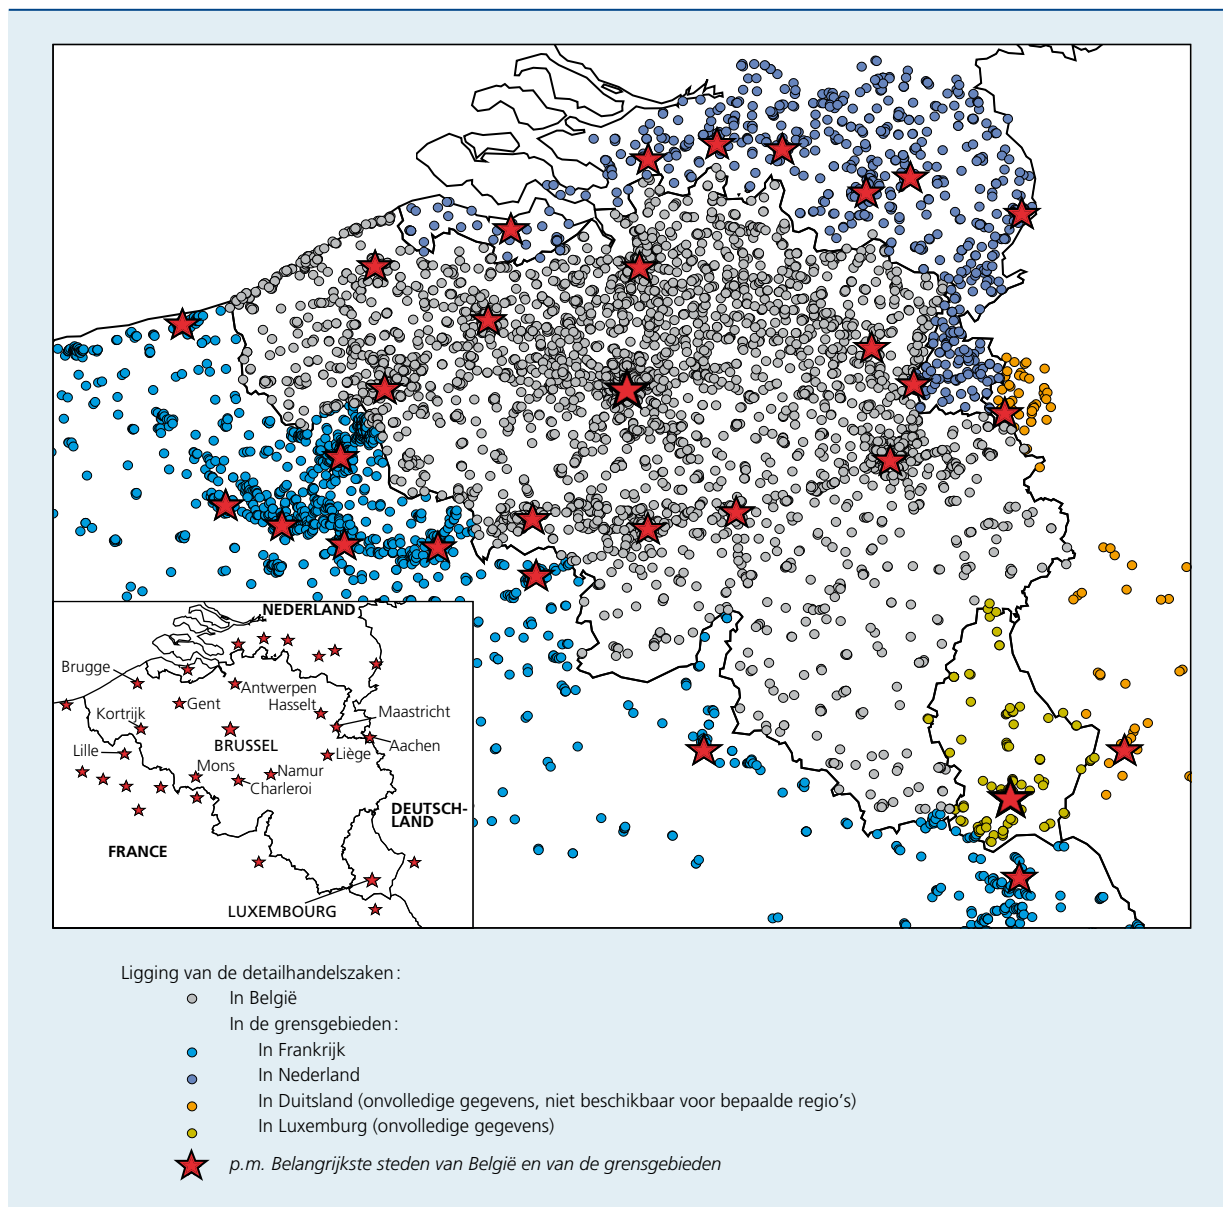 NEDERLAND
Brugge
Antwerpen
Gent
Hasselt
Kortrijk
Maastricht
BRUSSEL
Aachen
Lille
Liège
Mons
Namur
Charleroi
DEUTSCH-
LAND
FRANCE
LUXEMBOURG
Ligging van de detailhandelszaken :
In België
In de grensgebieden :
In Frankrijk
In Nederland
In Duitsland (onvolledige gegevens, niet beschikbaar voor bepaalde regio's)
In Luxemburg (onvolledige gegevens)
p.m. Belangrijkste steden van België en van de grensgebieden